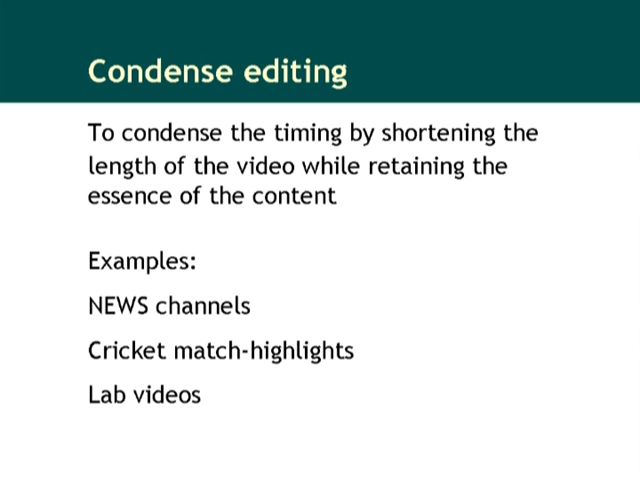 Condense editing
To condense the timing by shortening the
length of the video while retaining the
essence of the content
Examples:
NEWS channels
Cricket match-highlights
Lab videos